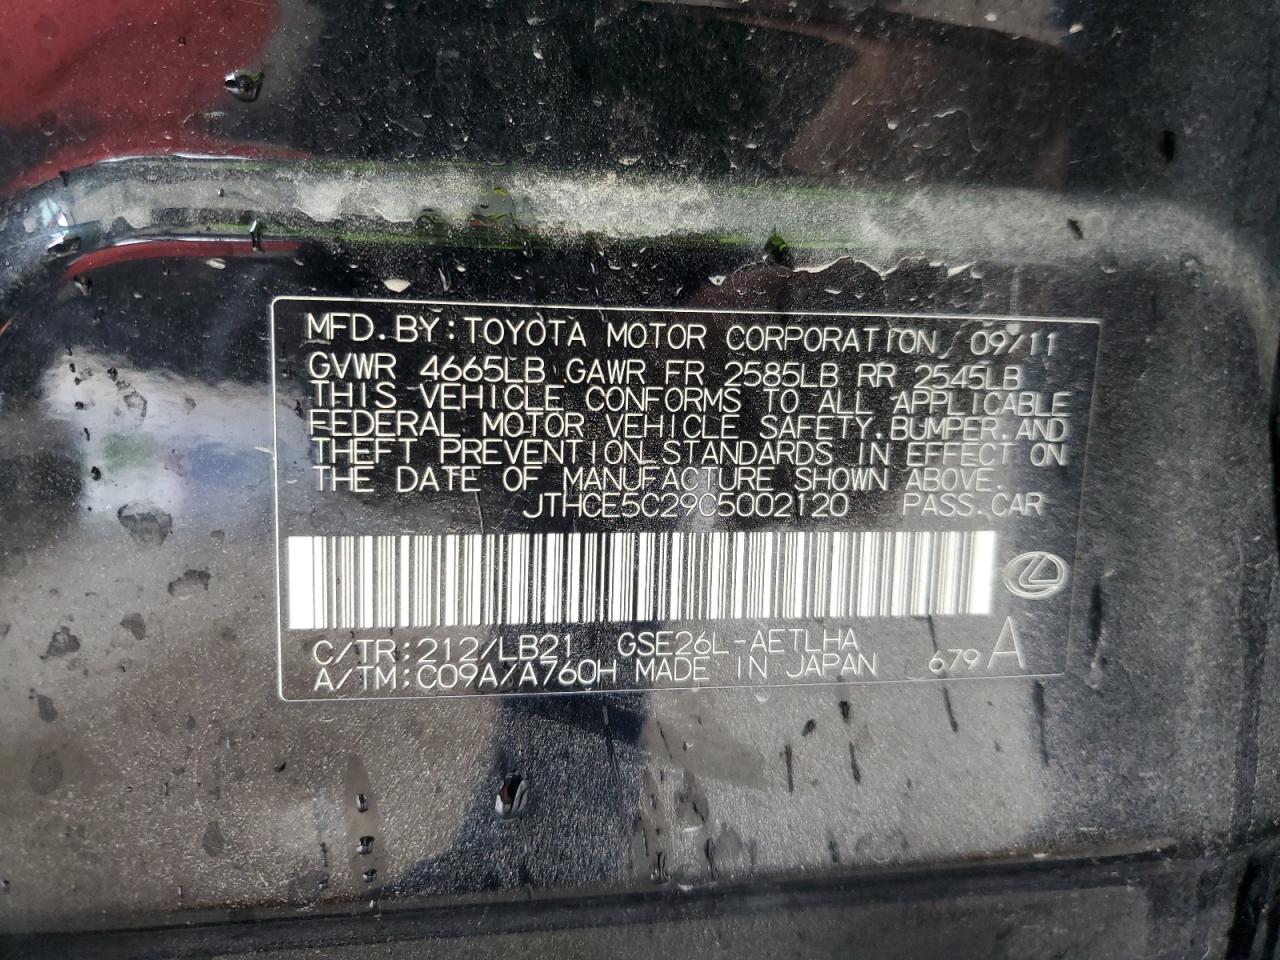 MFD.BY:TOYOTA MOTOR CORPORATION 09/11
GVWR 4665LB GAWR FR 2585LB RR 2545LB
THIS VEHICLE CONFORMS TO ALL APPLICABLE
FEDERAL MOTOR VEHICLE SAFETY,BUMPER,AND
THEFT PREVENTION STANDARDS IN EFFECT ON
THE DATE OF MANUFACTURE SHOWN ABOVE.
JTHCE5C29C5002120 PASS.CAR
C/TR:212/LB21 GSE26L-AETLHA
A/TM:C09A/A760H MADE IN JAPAN 679 A